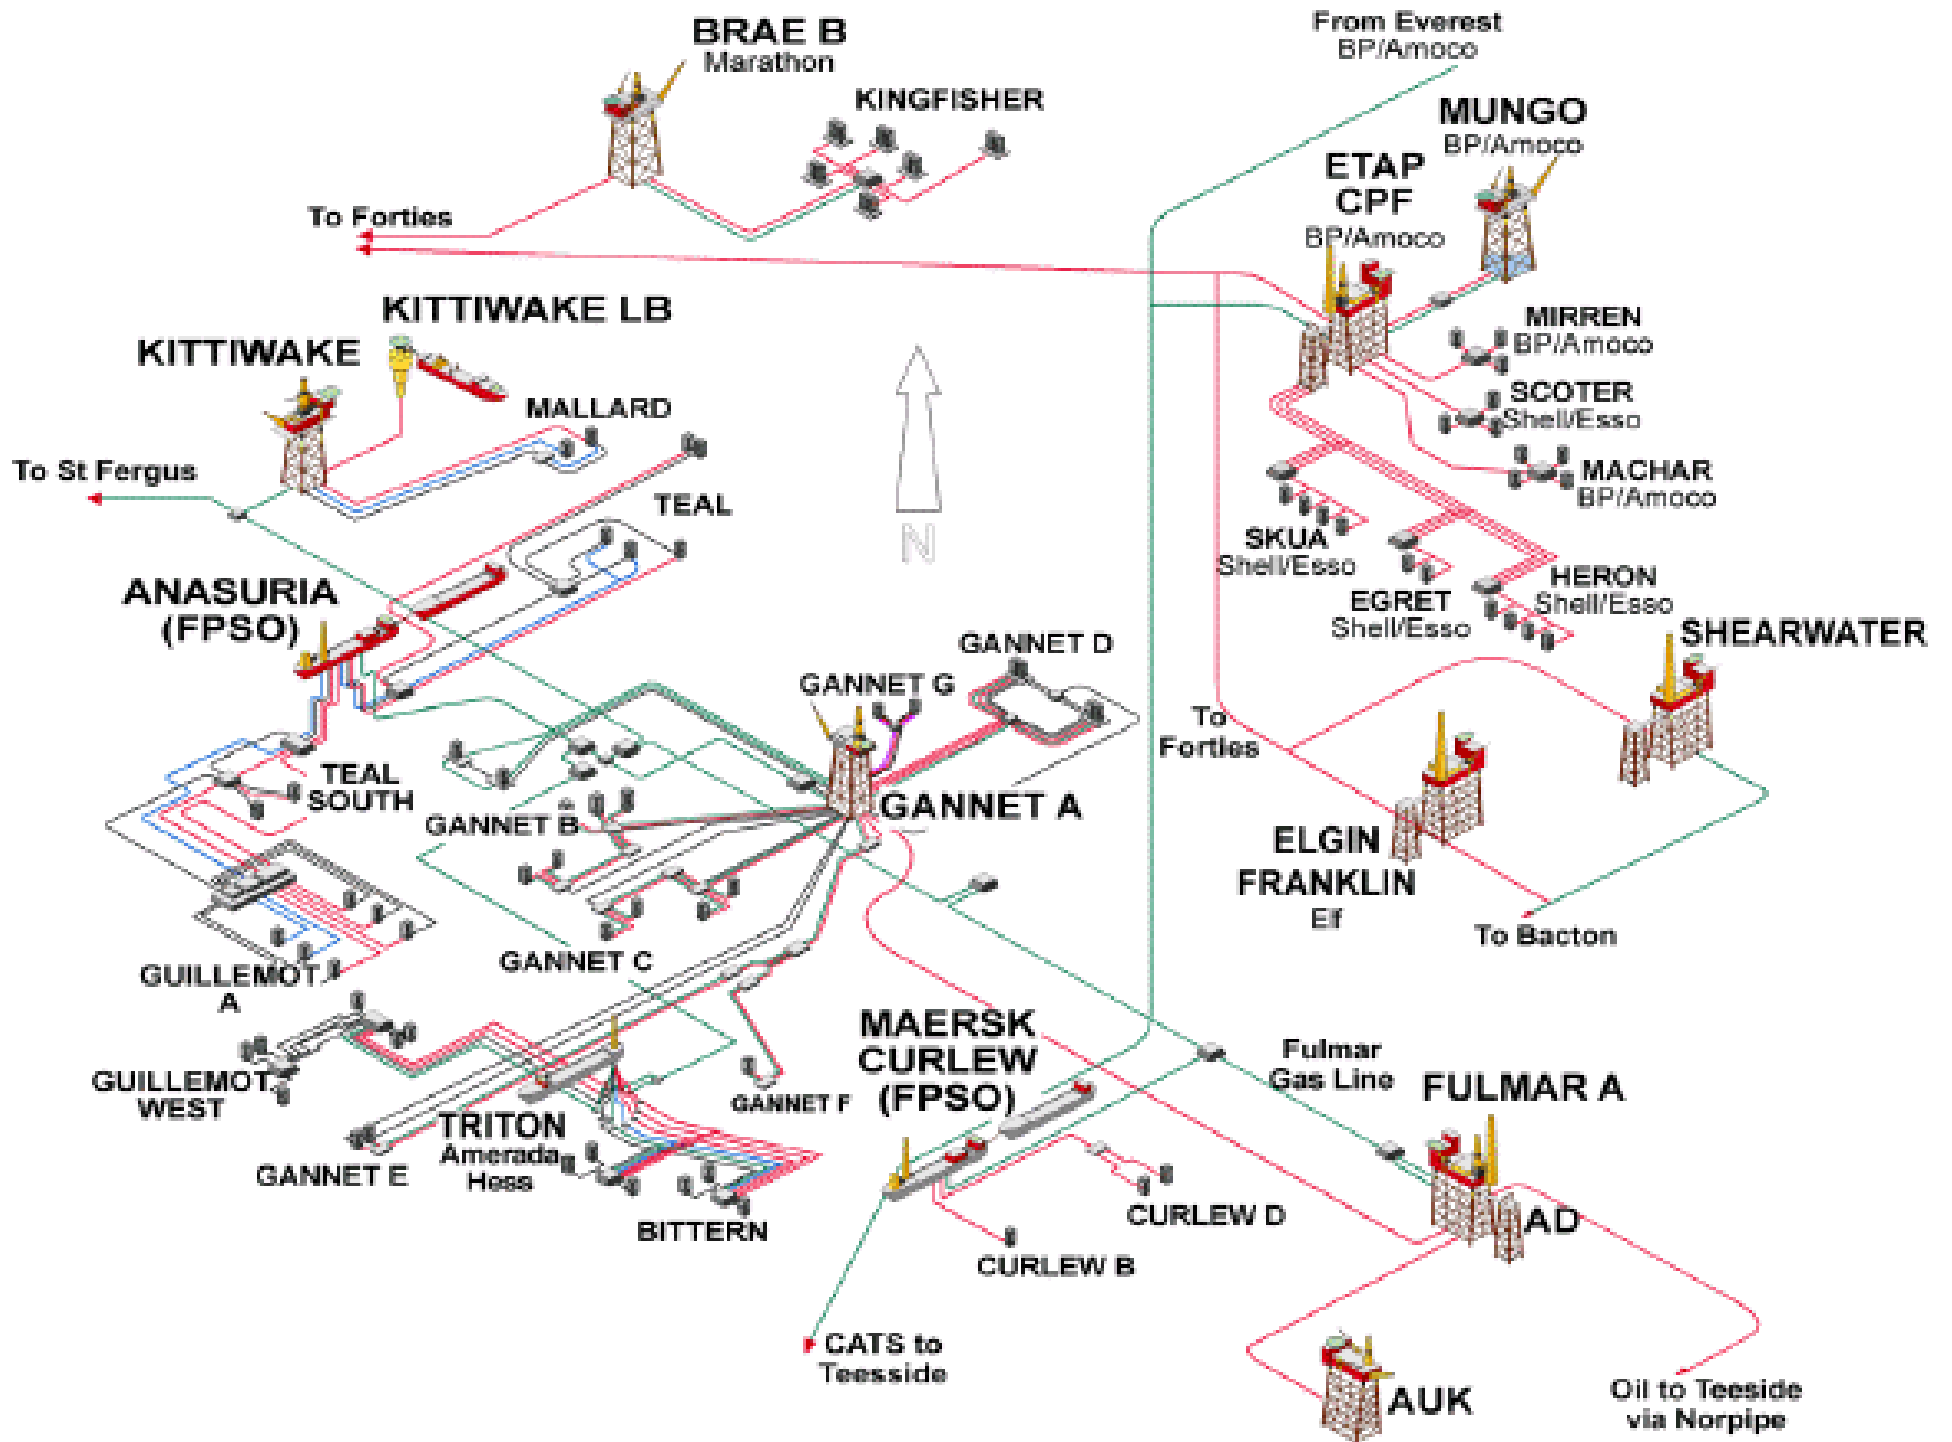 BRAE B
Marathon
KINGFISHER
From Everest
BP/Amoco
MUNGO
BP/Amoco
ETAP
CPF
BP/Amoco
To Forties
KITTIWAKE LB
KITTIWAKE
MALLARD
MIRREN
BP/Amoco
SCOTER
Shell/Esso
MACHAR
BP/Amoco
To St Fergus
TEAL
N
SKUA
Shell/Esso
EGRET
Shell/Esso
HERON
Shell/Esso
ANASURIA
(FPSO)
SHEARWATER
GANNET D
GANNET G
To
Forties
TEAL
SOUTH
GANNET B
GANNET A
ELGIN
FRANKLIN
Elf
To Bacton
GANNET C
GUILLEMOT
A
MAERSK
CURLEW
(FPSO)
Fulmar
Gas Line
FULMAR A
GUILLEMOT
WEST
GANNET F
TRITON
Amerada
Hess
GANNET E
BITTERN
CURLEW D
CURLEW B
AD
CATS to
Teesside
AUK
Oil to Teeside
via Norpipe